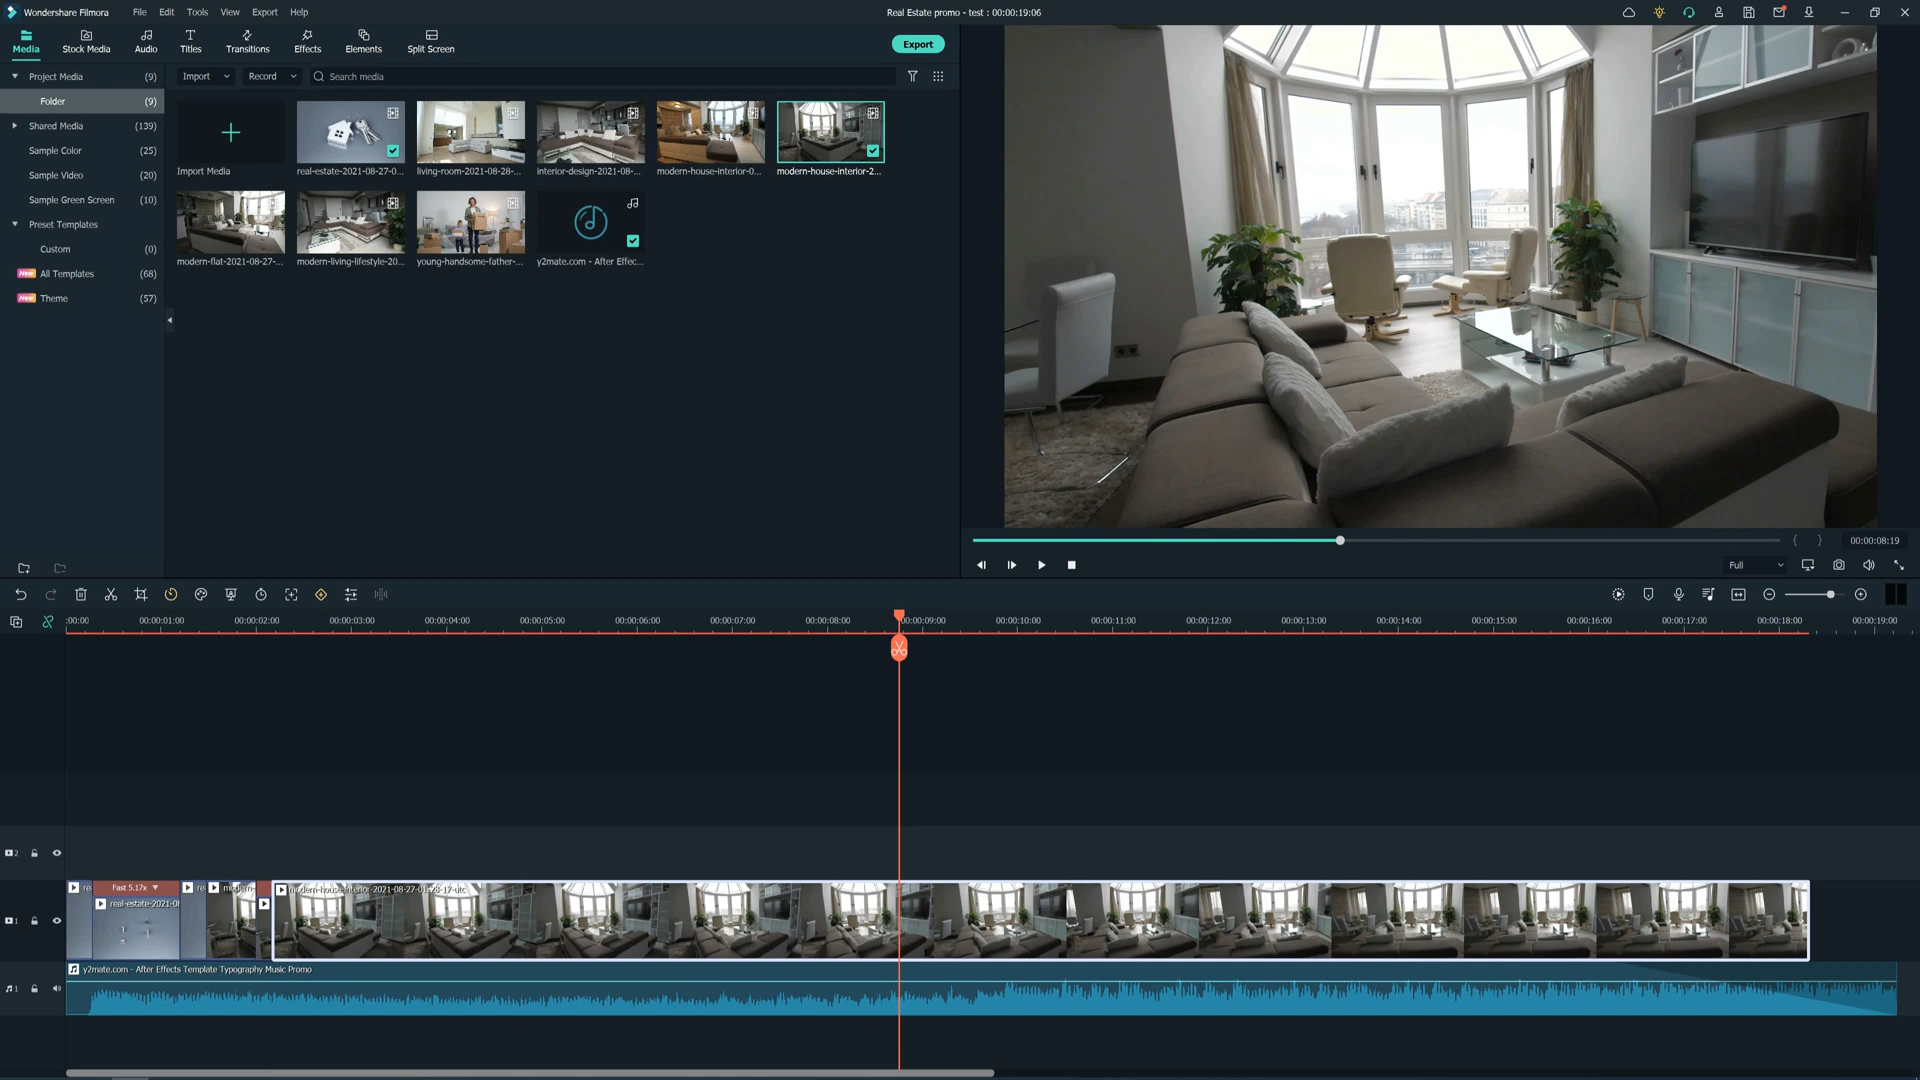 Wondershare Filmora
File Edit Tools View Export Help
Real Estate promo - test : 00:00:19:06
Media Stock Media Audio Titles Transitions Effects Elements Split Screen
Export
Project Media (9)
Folder (9)
Shared Media (139)
Sample Color (25)
Sample Video (20)
Sample Green Screen (10)
Preset Templates
Custom (0)
New All Templates (68)
New Theme (57)
Import Record Search media
Import Media real-estate-2021-08-27-0... living-room-2021-08-28-... interior-design-2021-08-... modern-house-interior-0... modern-house-interior-2...
modern-flat-2021-08-27-... modern-living-lifestyle-20... young-handsome-father-... y2mate.com - After Effec...
{ } 00:00:08:19
Full
:00:00 00:00:01:00 00:00:02:00 00:00:03:00 00:00:04:00 00:00:05:00 00:00:06:00 00:00:07:00 00:00:08:00 00:00:09:00 00:00:10:00 00:00:11:00 00:00:12:00 00:00:13:00 00:00:14:00 00:00:15:00 00:00:16:00 00:00:17:00 00:00:18:00 00:00:19:00
2
re Fast 5.17x re modern-
real-estate-2021-08
1
y2mate.com - After Effects Template Typography Music Promo
1